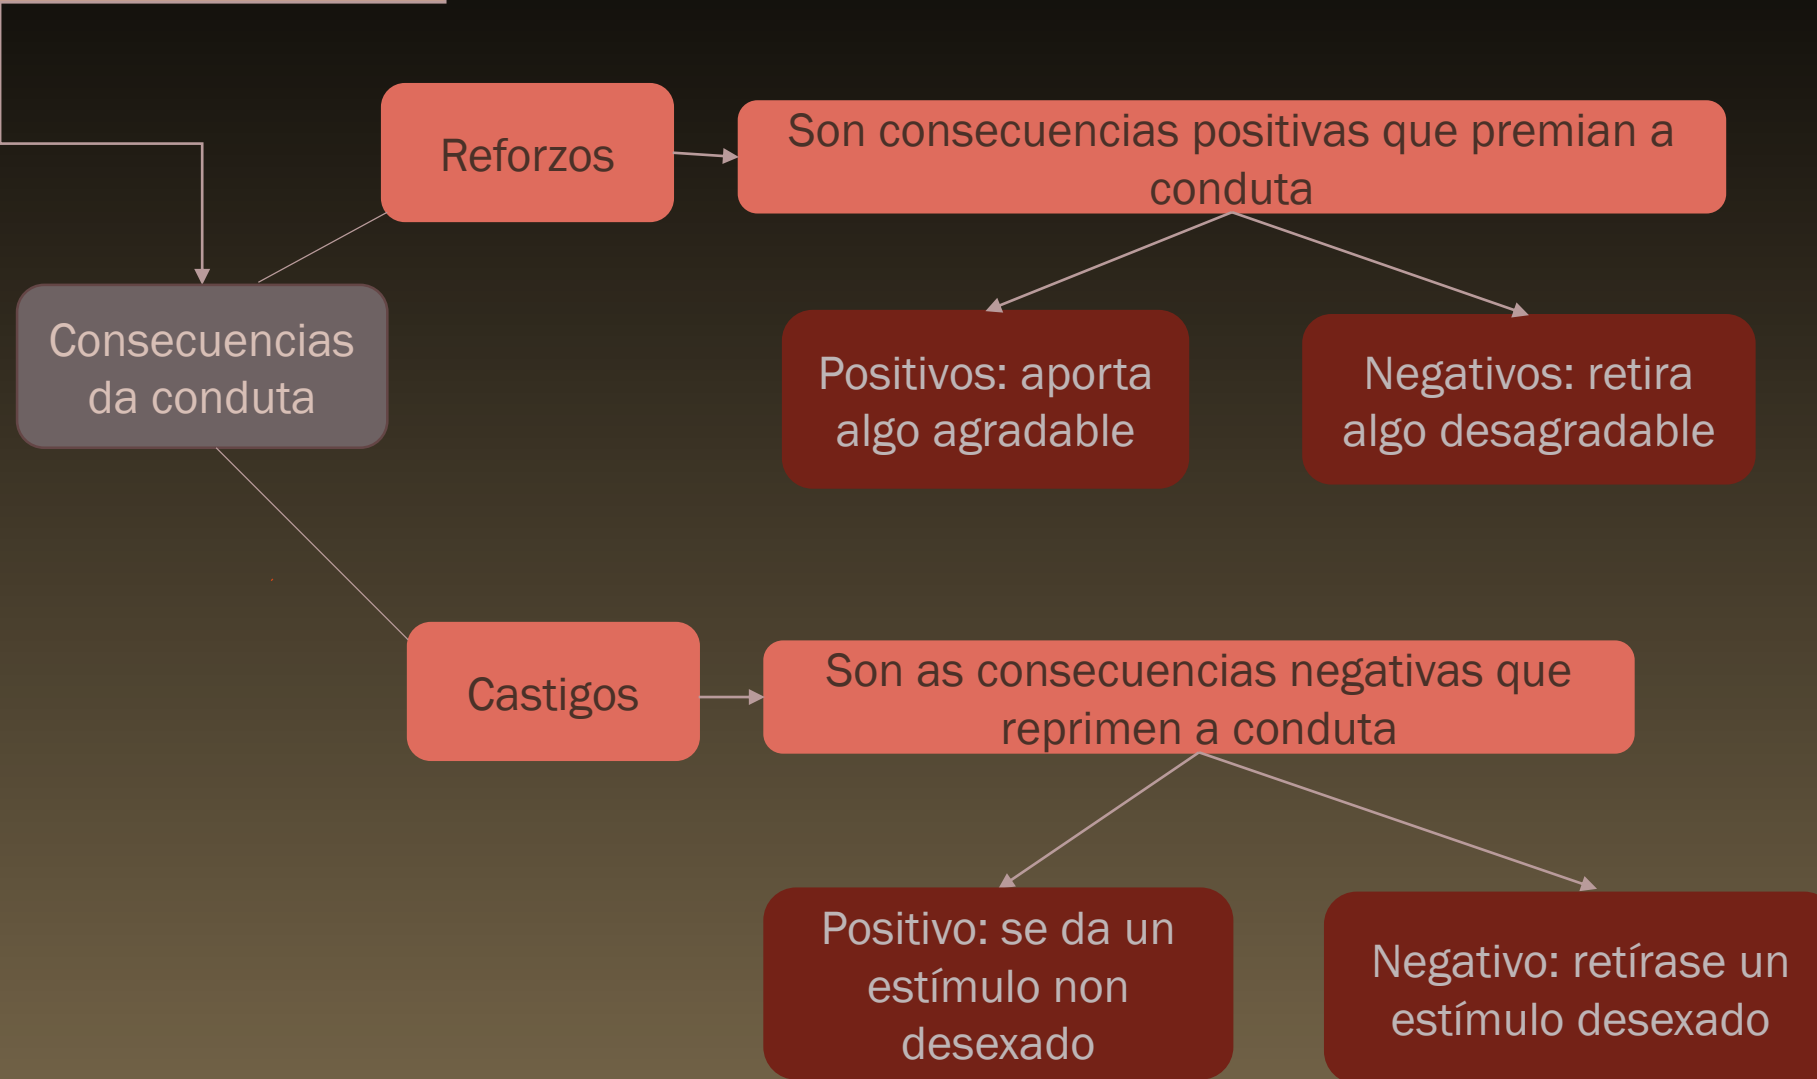 Reforzos
Son consecuencias positivas que premian a
conduta
Consecuencias
da conduta
Positivos: aporta
algo agradable
Negativos: retira
algo desagradable
Castigos
Son as consecuencias negativas que
reprimen a conduta
Positivo: se da un
estímulo non
desexado
Negativo: retírase un
estímulo desexado